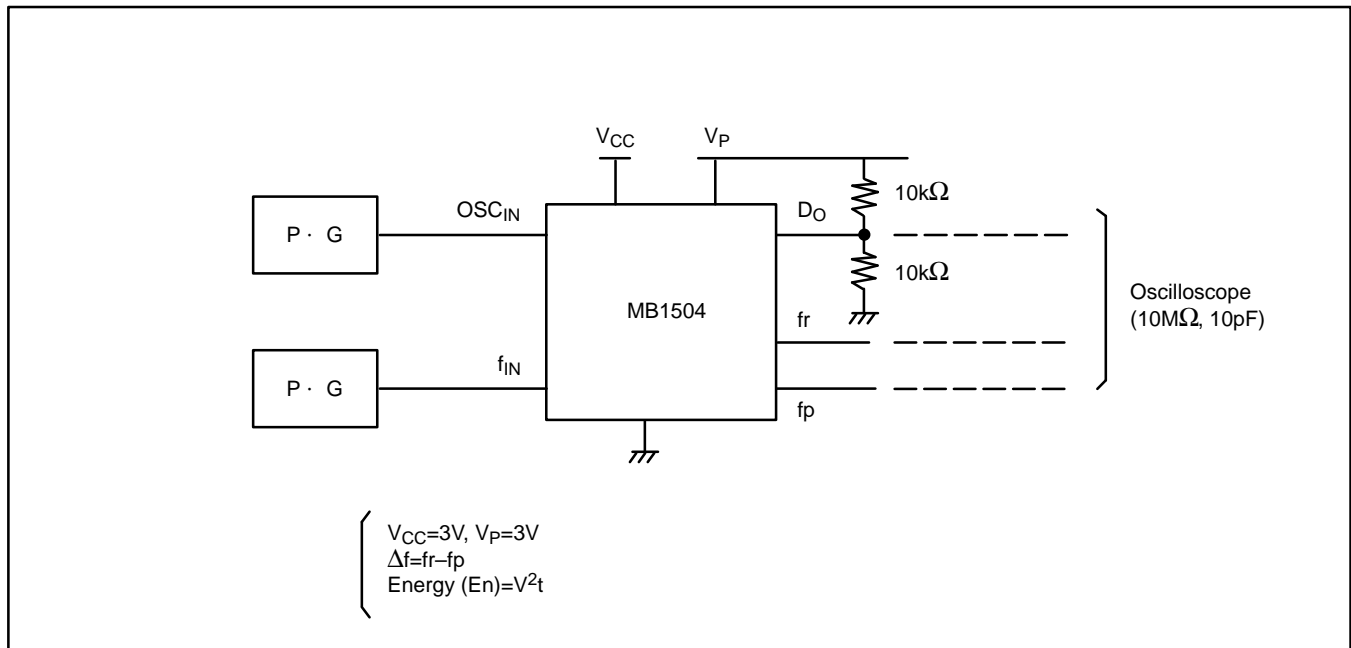 V_CC
V_P
10kΩ
OSC_IN
D_O
P · G
10kΩ
MB1504
Oscilloscope
(10MΩ, 10pF)
fr
f_IN
P · G
fp
V_CC=3V, V_P=3V
Δf=fr–fp
Energy (En)=V²t